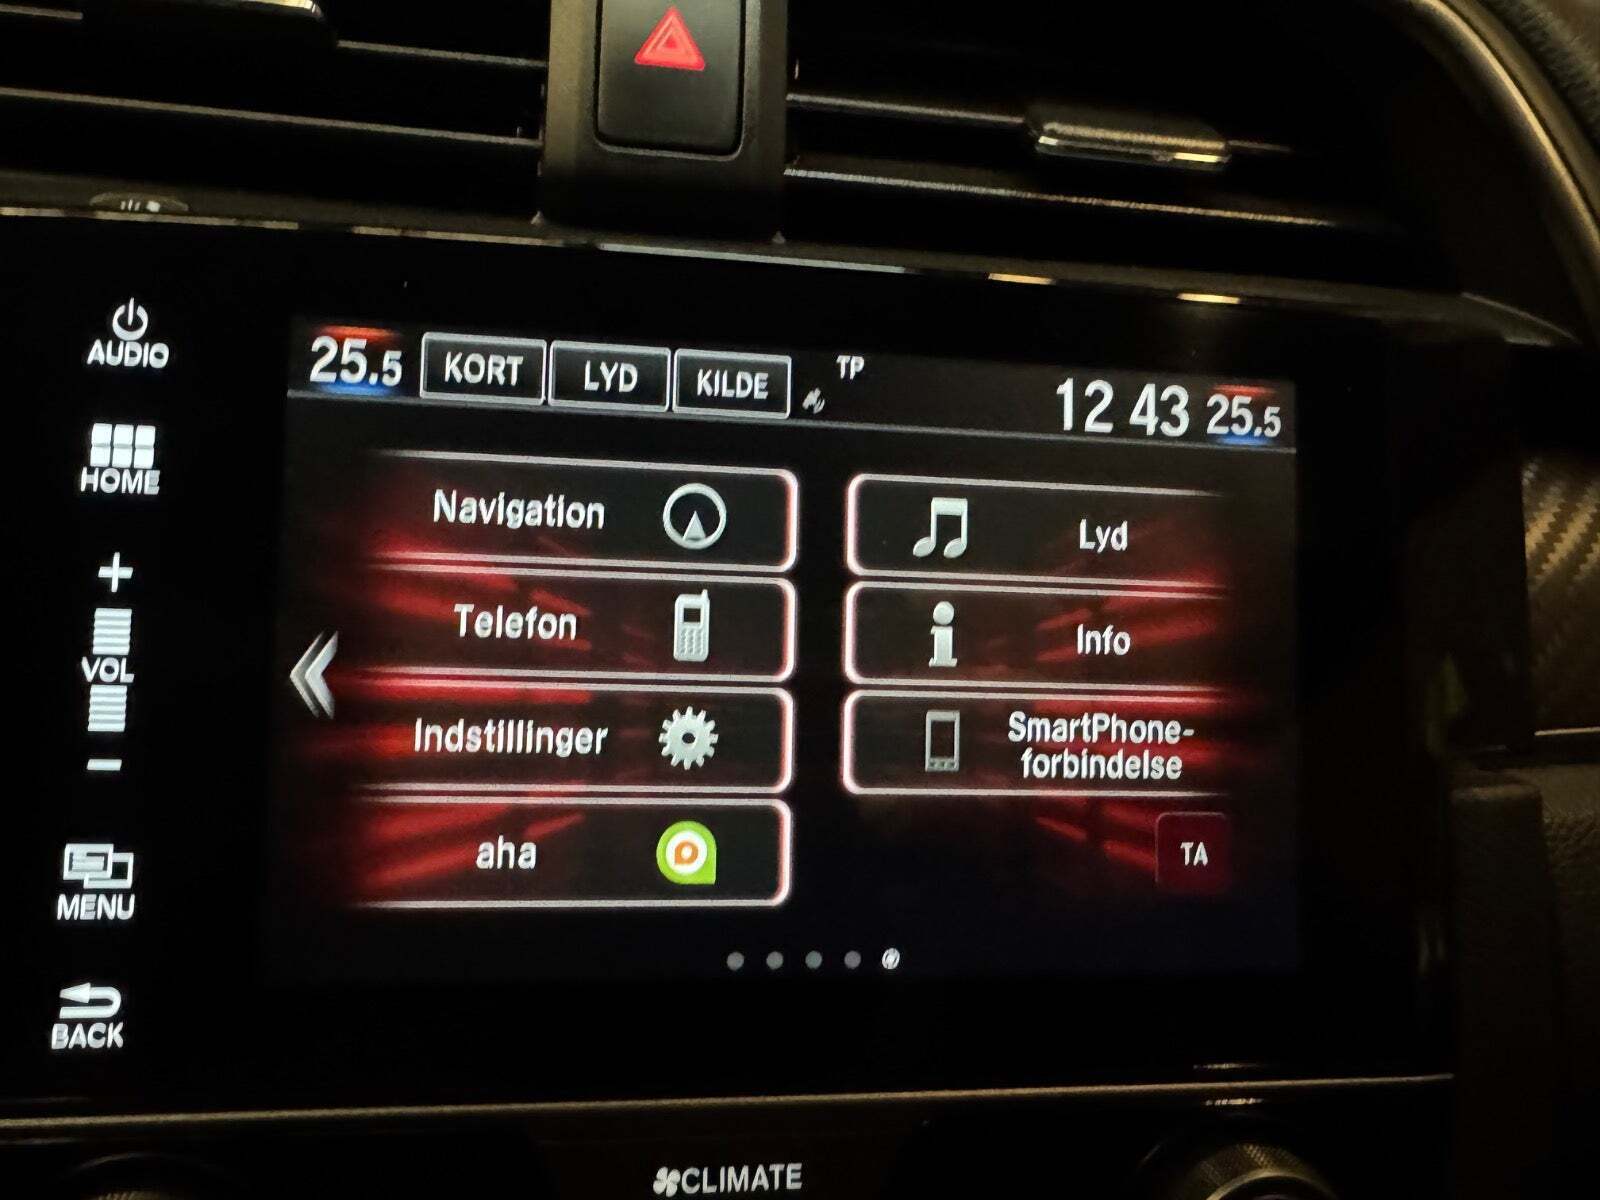 AUDIO
HOME
+
VOL
−
MENU
BACK
25.5 KORT LYD KILDE TP 12 43 25.5
Navigation
Lyd
Telefon
Info
Indstillinger
SmartPhone-
forbindelse
aha
TA
CLIMATE